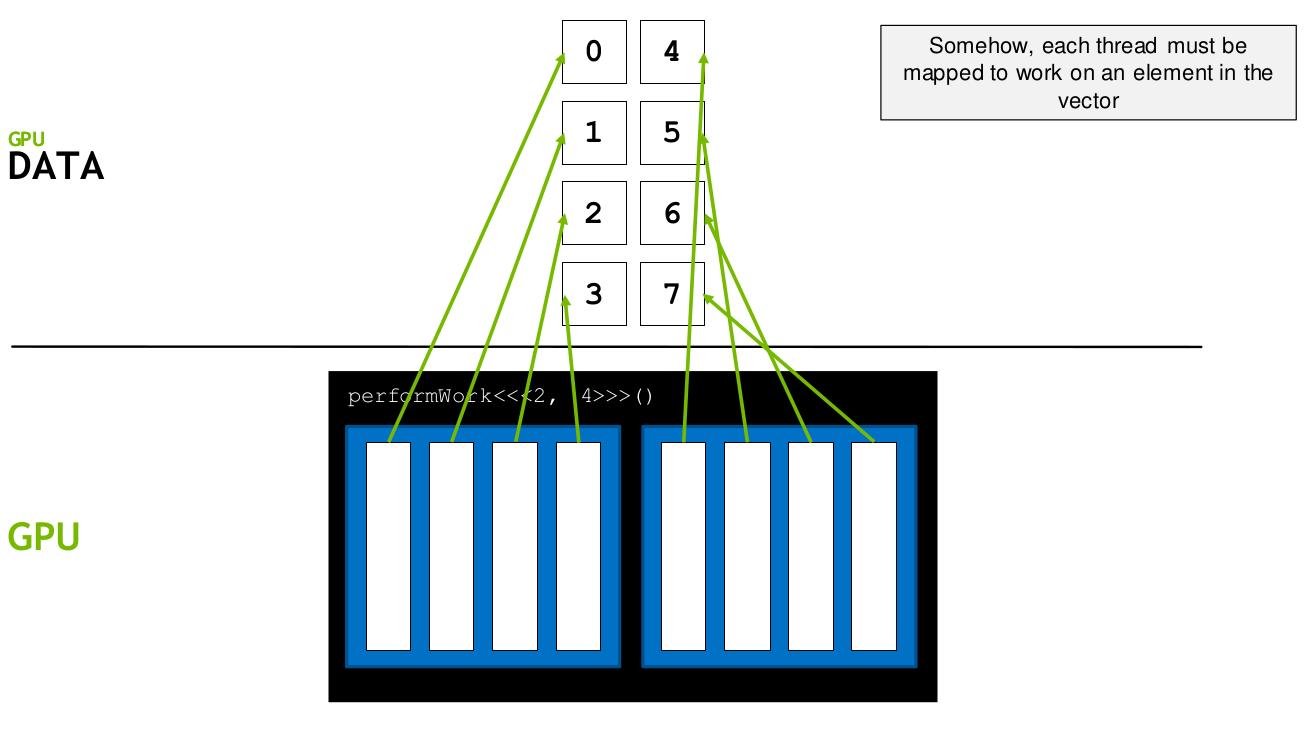 0 4
Somehow, each thread must be
mapped to work on an element in the
vector
1 5
GPU
DATA
2 6
3 7
performWork<<<2, 4>>>()
GPU